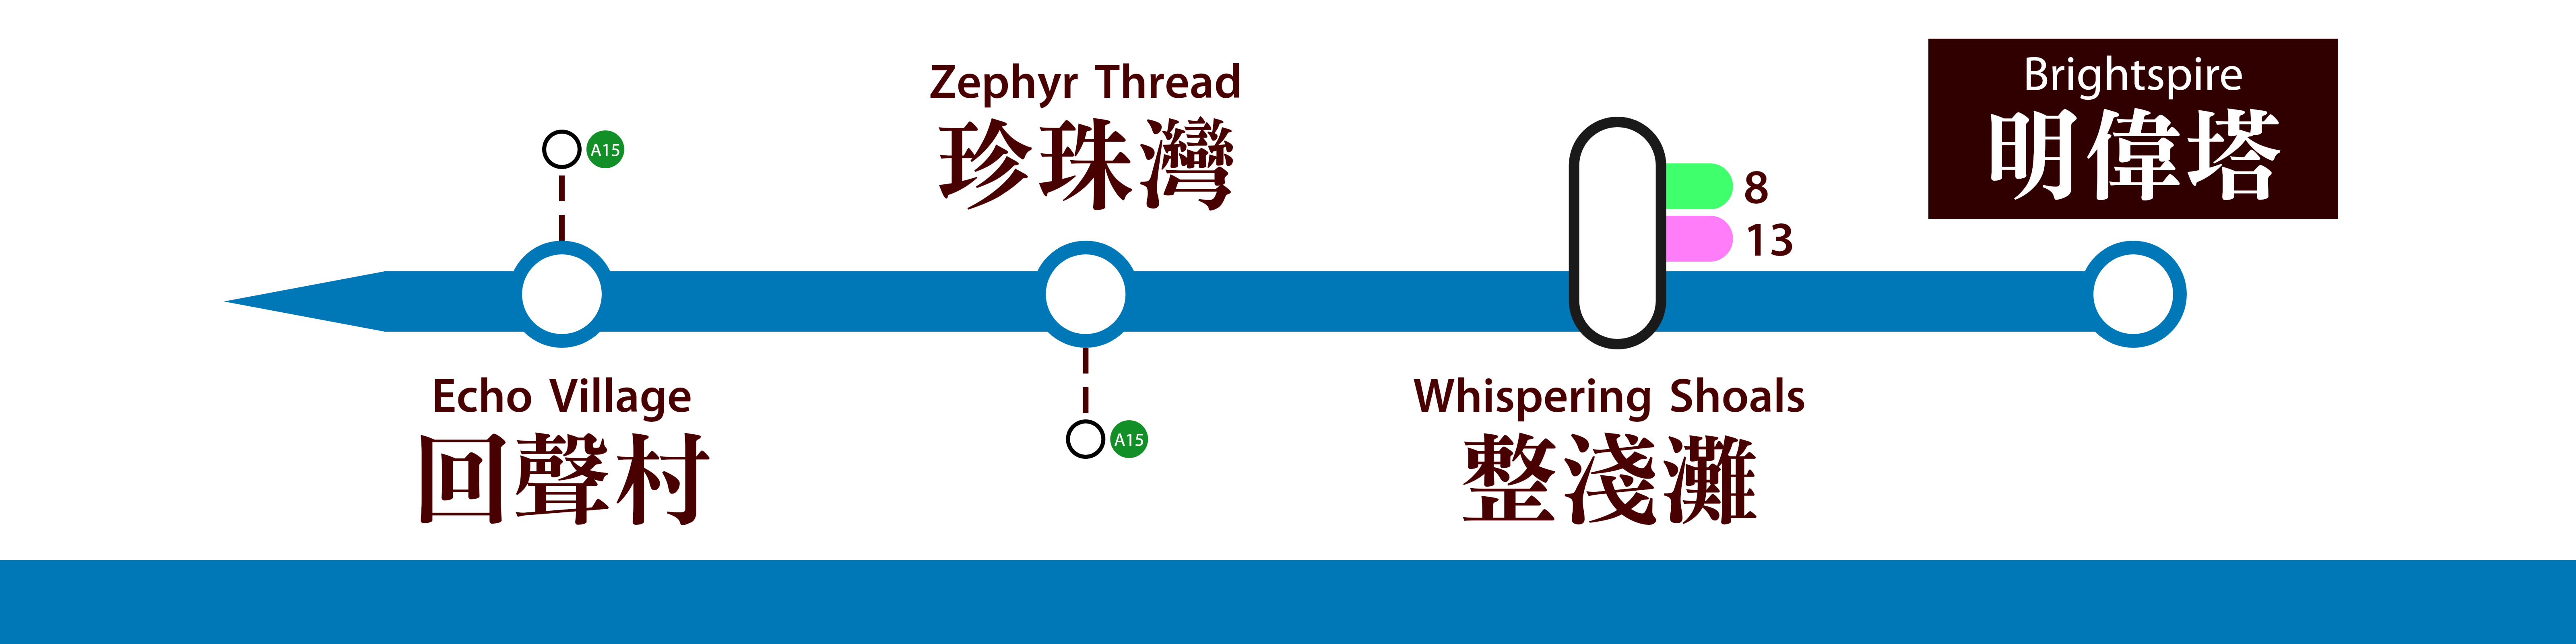 A15
Echo Village
回聲村
Zephyr Thread
珍珠灣
A15
8
13
Whispering Shoals
整淺灘
Brightspire
明偉塔